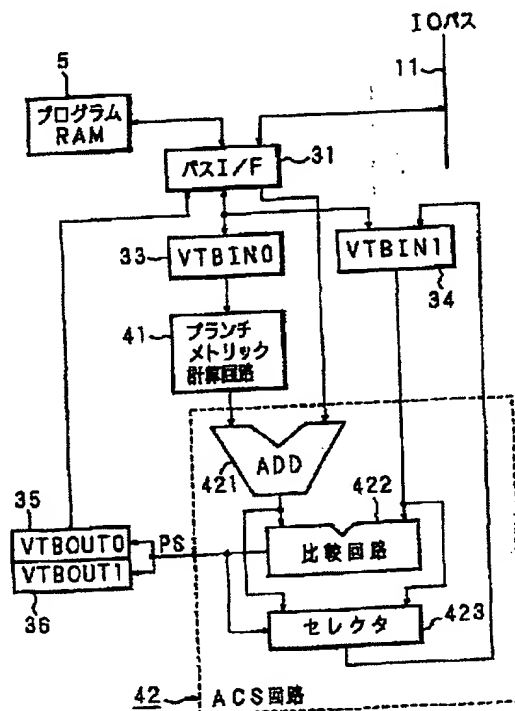 IOバス
11
5
プログラム
RAM
バスI/F
31
33
VTBIN0
VTBIN1
34
41
ブランチ
メトリック
計算回路
421
ADD
422
35
VTBOUT0
PS
比較回路
VTBOUT1
36
セレクタ
423
42
ACS回路